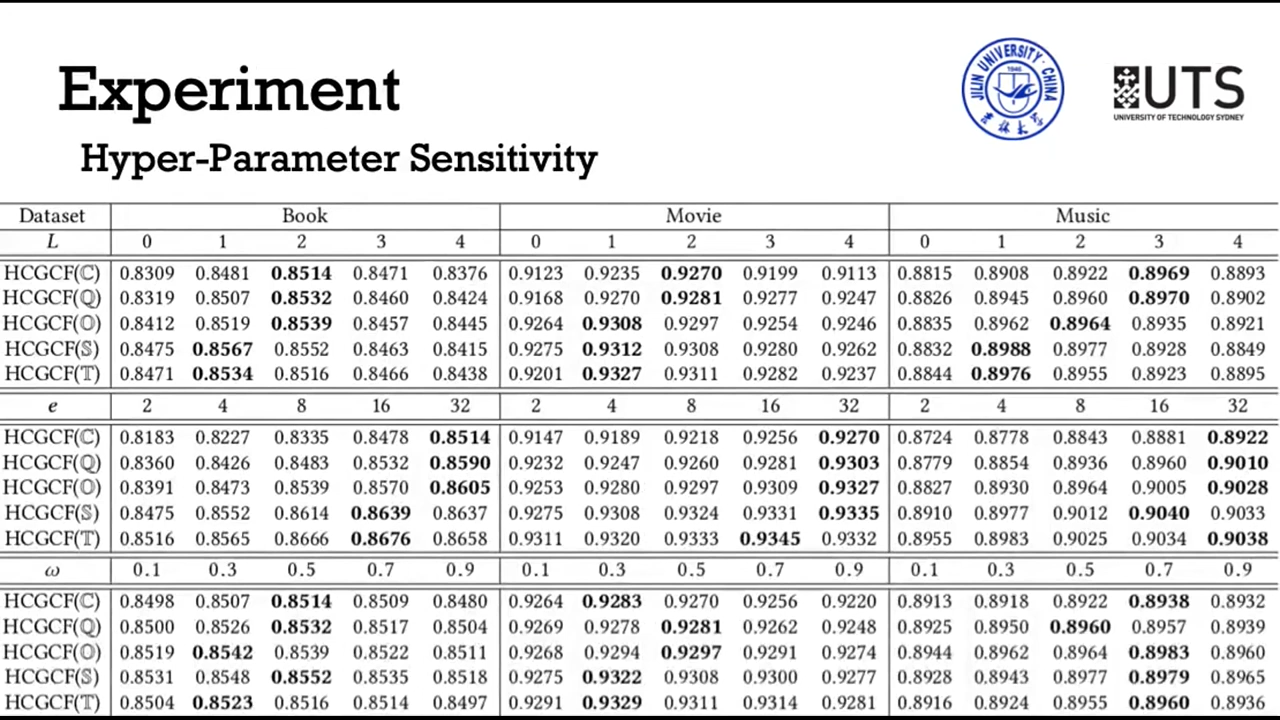 Experiment
JILIN UNIVERSITY · CHINA
1946
吉林大学
UTS
UNIVERSITY OF TECHNOLOGY SYDNEY
Hyper-Parameter Sensitivity
Dataset Book Movie Music
L 0 1 2 3 4 0 1 2 3 4 0 1 2 3 4
HCGCF(ℂ) 0.8309 0.8481 0.8514 0.8471 0.8376 0.9123 0.9235 0.9270 0.9199 0.9113 0.8815 0.8908 0.8922 0.8969 0.8893
HCGCF(ℚ) 0.8319 0.8507 0.8532 0.8460 0.8424 0.9168 0.9270 0.9281 0.9277 0.9247 0.8826 0.8945 0.8960 0.8970 0.8902
HCGCF(𝕆) 0.8412 0.8519 0.8539 0.8457 0.8445 0.9264 0.9308 0.9297 0.9254 0.9246 0.8835 0.8962 0.8964 0.8935 0.8921
HCGCF(𝕊) 0.8475 0.8567 0.8552 0.8463 0.8415 0.9275 0.9312 0.9308 0.9280 0.9262 0.8832 0.8988 0.8977 0.8928 0.8849
HCGCF(𝕋) 0.8471 0.8534 0.8516 0.8466 0.8438 0.9201 0.9327 0.9311 0.9282 0.9237 0.8844 0.8976 0.8955 0.8923 0.8895
e 2 4 8 16 32 2 4 8 16 32 2 4 8 16 32
HCGCF(ℂ) 0.8183 0.8227 0.8335 0.8478 0.8514 0.9147 0.9189 0.9218 0.9256 0.9270 0.8724 0.8778 0.8843 0.8881 0.8922
HCGCF(ℚ) 0.8360 0.8426 0.8483 0.8532 0.8590 0.9232 0.9247 0.9260 0.9281 0.9303 0.8779 0.8854 0.8936 0.8960 0.9010
HCGCF(𝕆) 0.8391 0.8473 0.8539 0.8570 0.8605 0.9253 0.9280 0.9297 0.9309 0.9327 0.8827 0.8930 0.8964 0.9005 0.9028
HCGCF(𝕊) 0.8475 0.8552 0.8614 0.8639 0.8637 0.9275 0.9308 0.9324 0.9331 0.9335 0.8910 0.8977 0.9012 0.9040 0.9033
HCGCF(𝕋) 0.8516 0.8565 0.8666 0.8676 0.8658 0.9311 0.9320 0.9333 0.9345 0.9332 0.8955 0.8983 0.9025 0.9034 0.9038
ω 0.1 0.3 0.5 0.7 0.9 0.1 0.3 0.5 0.7 0.9 0.1 0.3 0.5 0.7 0.9
HCGCF(ℂ) 0.8498 0.8507 0.8514 0.8509 0.8480 0.9264 0.9283 0.9270 0.9256 0.9220 0.8913 0.8918 0.8922 0.8938 0.8932
HCGCF(ℚ) 0.8500 0.8526 0.8532 0.8517 0.8504 0.9269 0.9278 0.9281 0.9262 0.9248 0.8925 0.8950 0.8960 0.8957 0.8939
HCGCF(𝕆) 0.8519 0.8542 0.8539 0.8522 0.8511 0.9268 0.9294 0.9297 0.9291 0.9274 0.8944 0.8962 0.8964 0.8983 0.8960
HCGCF(𝕊) 0.8531 0.8548 0.8552 0.8535 0.8518 0.9275 0.9322 0.9308 0.9300 0.9277 0.8928 0.8943 0.8977 0.8979 0.8965
HCGCF(𝕋) 0.8504 0.8523 0.8516 0.8514 0.8497 0.9291 0.9329 0.9311 0.9314 0.9281 0.8916 0.8924 0.8955 0.8960 0.8936